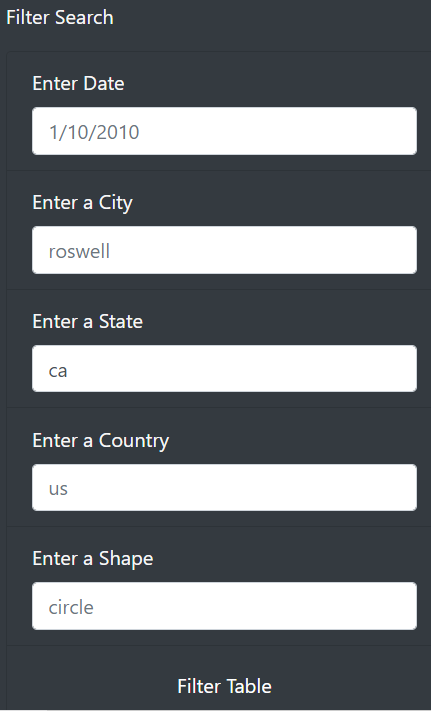 Filter Search
Enter Date
1/10/2010
Enter a City
roswell
Enter a State
ca
Enter a Country
us
Enter a Shape
circle
Filter Table